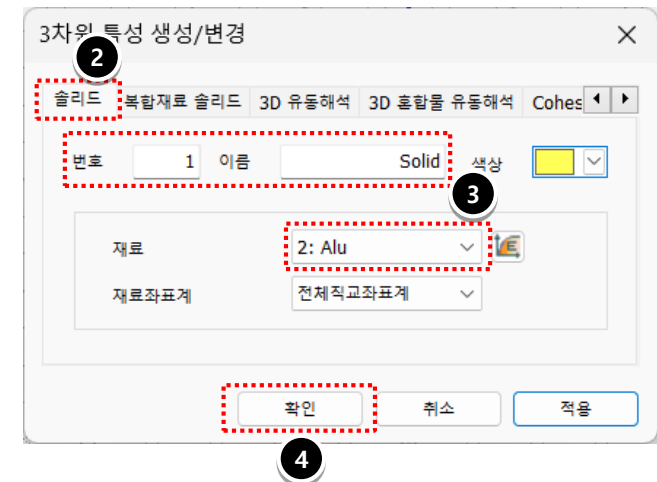 3차원 특성 생성/변경
2
솔리드 복합재료 솔리드 3D 유동해석 3D 혼합물 유동해석 Cohes
번호 1 이름 Solid 색상
3
재료 2: Alu E
재료좌표계 전체직교좌표계
확인 취소 적용
4